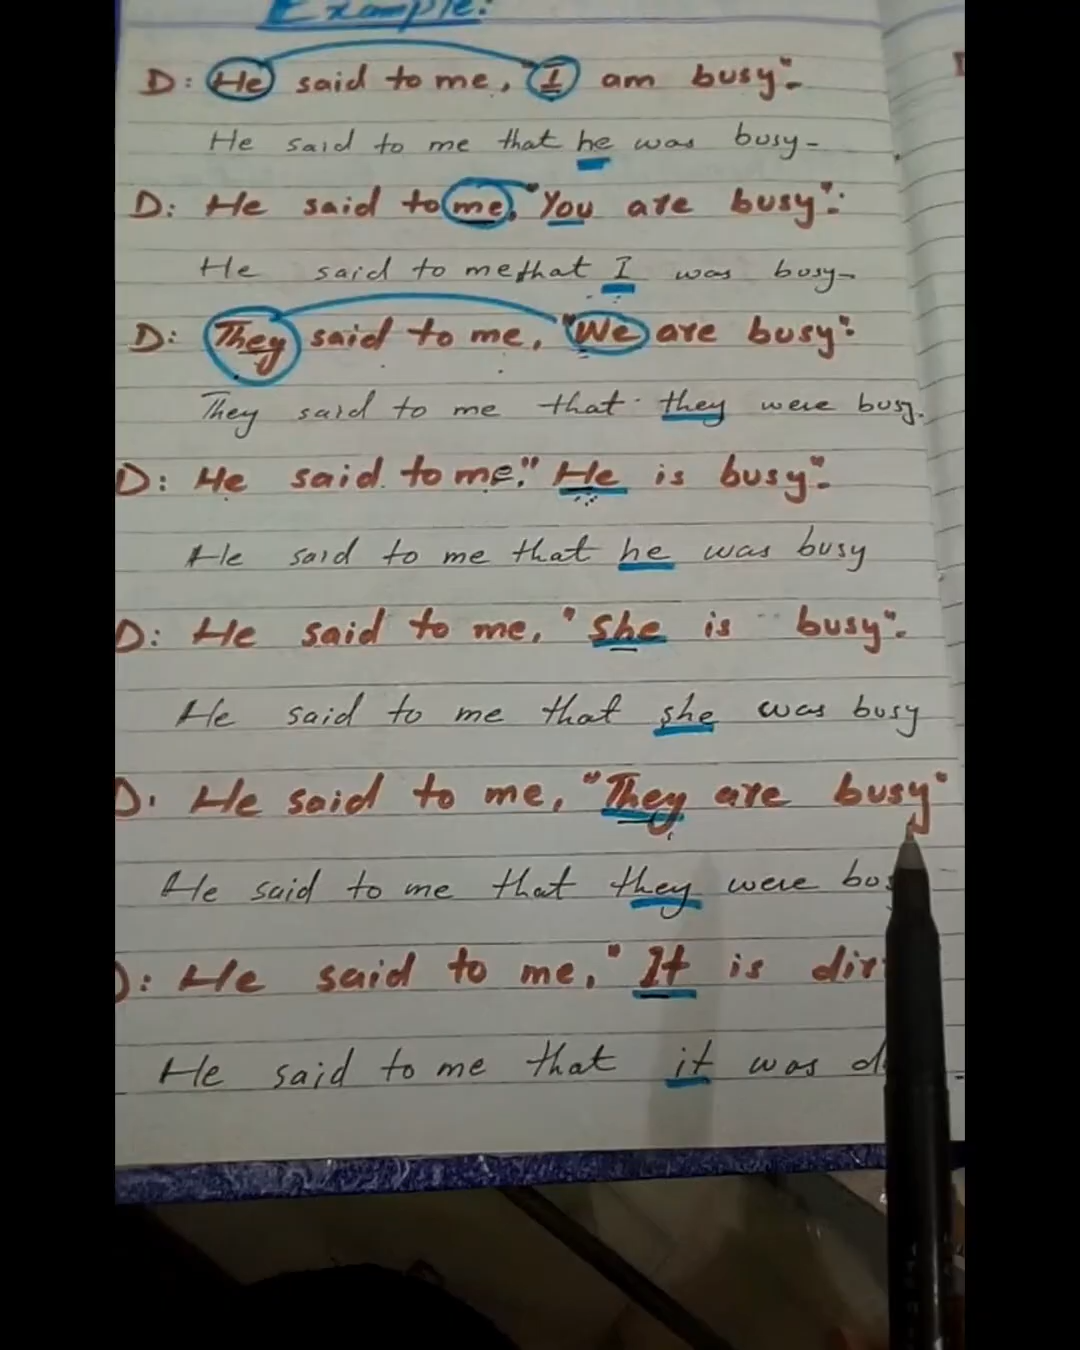 Example:
D: He said to me, "I am busy".
He said to me that he was busy-
D: He said to me, "You are busy".
He said to me that I was busy-
D: They said to me, "We are busy".
They said to me that they were busy.
D: He said to me." He is busy".
He said to me that he was busy
D: He said to me, "She is busy".
He said to me that she was busy
D. He said to me, "They are busy"
He said to me that they were
D: He said to me, "It is
He said to me that it was